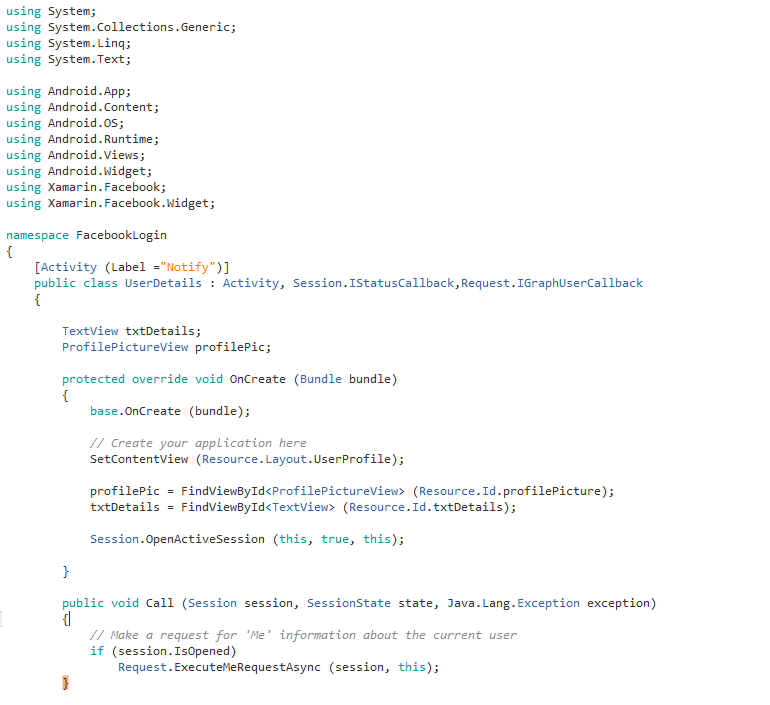 using System;
using System.Collections.Generic;
using System.Linq;
using System.Text;

using Android.App;
using Android.Content;
using Android.OS;
using Android.Runtime;
using Android.Views;
using Android.Widget;
using Xamarin.Facebook;
using Xamarin.Facebook.Widget;

namespace FacebookLogin
{
    [Activity (Label ="Notify")]
    public class UserDetails : Activity, Session.IStatusCallback,Request.IGraphUserCallback
    {

        TextView txtDetails;
        ProfilePictureView profilePic;

        protected override void OnCreate (Bundle bundle)
        {
            base.OnCreate (bundle);

            // Create your application here
            SetContentView (Resource.Layout.UserProfile);

            profilePic = FindViewById<ProfilePictureView> (Resource.Id.profilePicture);
            txtDetails = FindViewById<TextView> (Resource.Id.txtDetails);

            Session.OpenActiveSession (this, true, this);

        }

        public void Call (Session session, SessionState state, Java.Lang.Exception exception)
        {
            // Make a request for 'Me' information about the current user
            if (session.IsOpened)
                Request.ExecuteMeRequestAsync (session, this);
        }